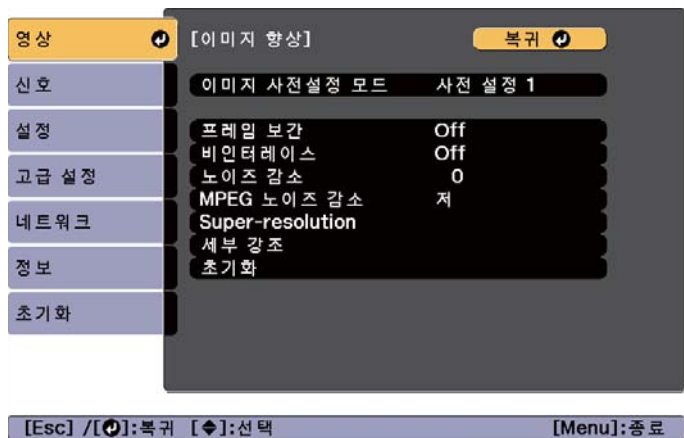 영상
신호
설정
고급 설정
네트워크
정보
초기화
[이미지 향상]
복귀
이미지 사전설정 모드 사전 설정 1
프레임 보간 Off
비인터레이스 Off
노이즈 감소 0
MPEG 노이즈 감소 저
Super-resolution
세부 강조
초기화
[Esc] /[ ]:복귀 [ ]:선택 [Menu]:종료